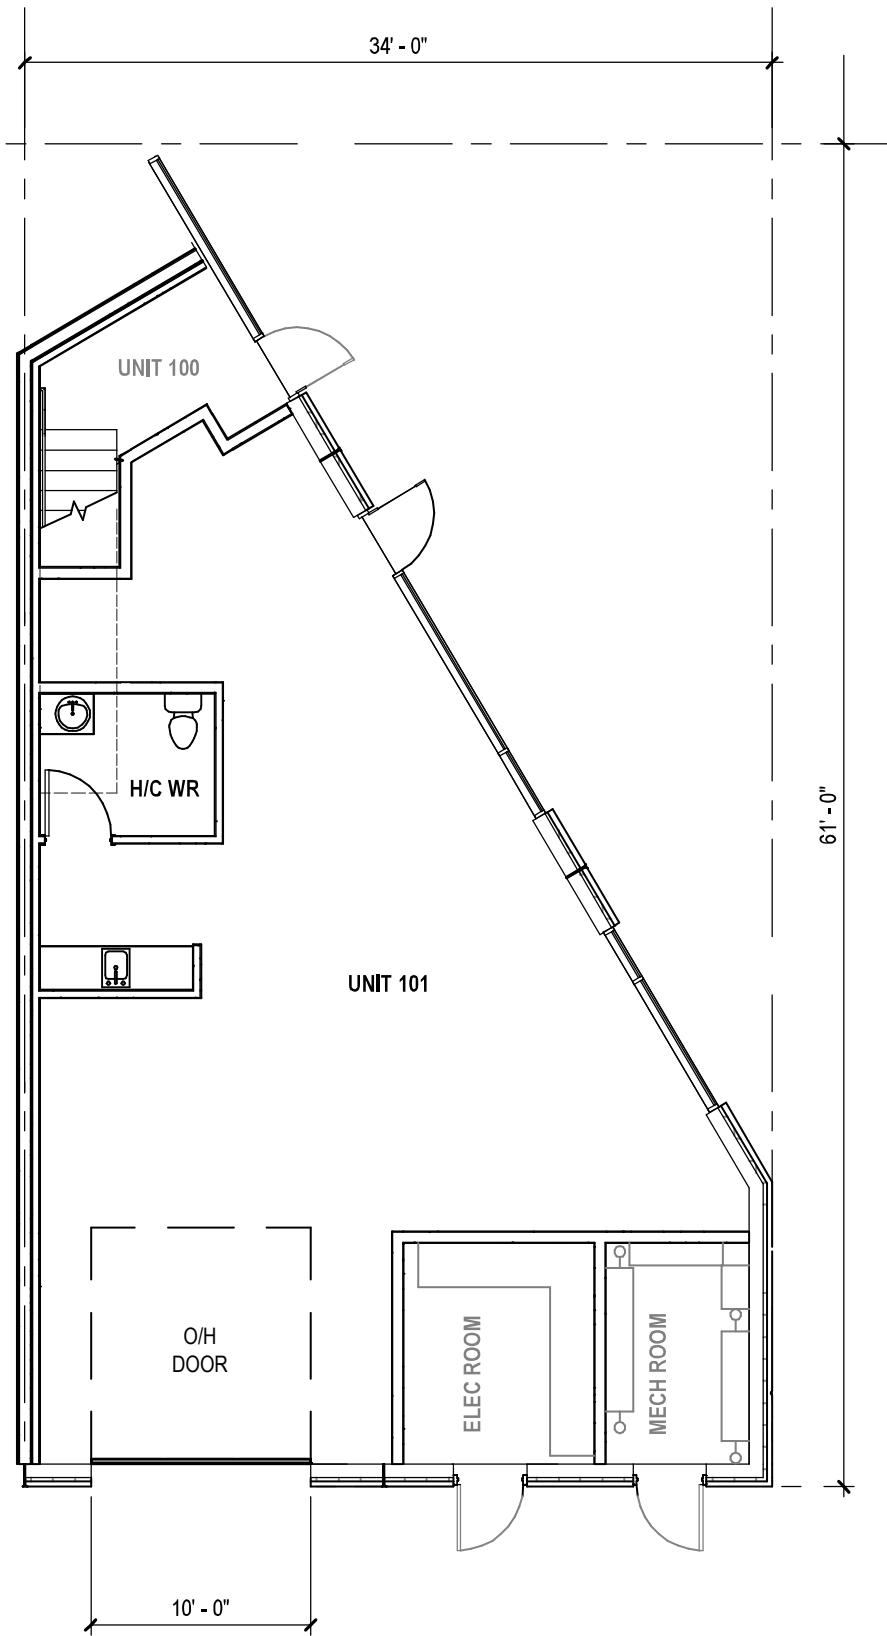 34' - 0"
UNIT 100
61' - 0"
H/C WR
UNIT 101
O/H
DOOR
ELEC ROOM
MECH ROOM
10' - 0"